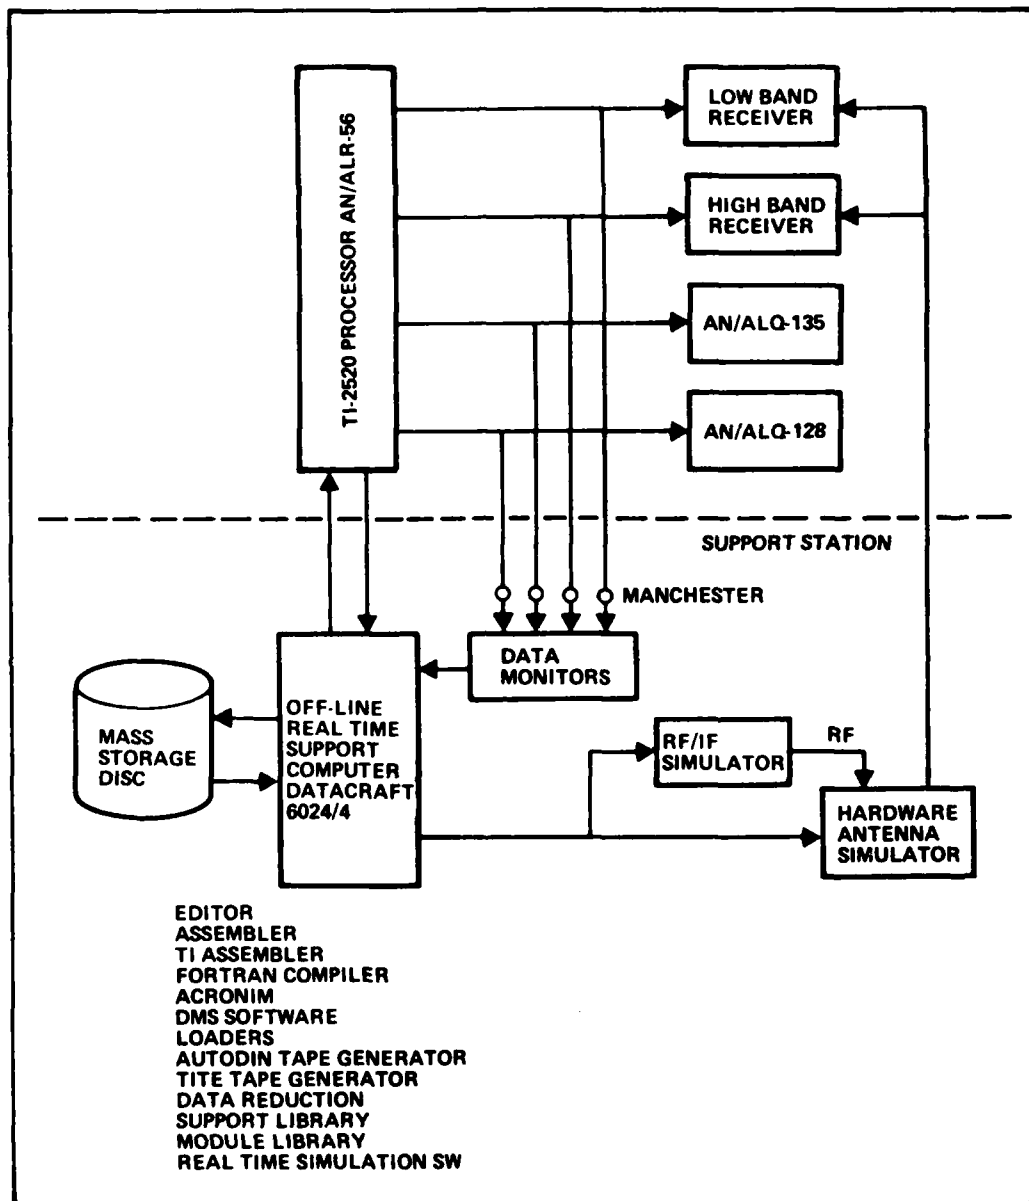 TI-2520 PROCESSOR AN/ALR-56
LOW BAND
RECEIVER
HIGH BAND
RECEIVER
AN/ALQ-135
AN/ALQ-128
SUPPORT STATION
MANCHESTER
DATA
MONITORS
MASS
STORAGE
DISC
OFF-LINE
REAL TIME
SUPPORT
COMPUTER
DATACRAFT
6024/4
RF/IF
SIMULATOR
RF
HARDWARE
ANTENNA
SIMULATOR
EDITOR
ASSEMBLER
TI ASSEMBLER
FORTRAN COMPILER
ACRONIM
DMS SOFTWARE
LOADERS
AUTODIN TAPE GENERATOR
TITE TAPE GENERATOR
DATA REDUCTION
SUPPORT LIBRARY
MODULE LIBRARY
REAL TIME SIMULATION SW